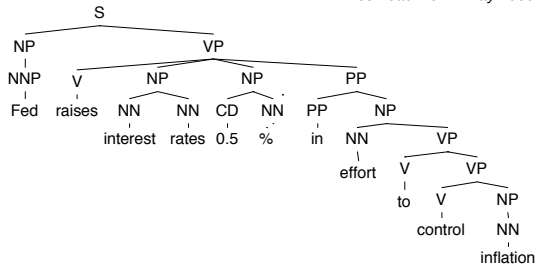 S
NP VP
NNP V NP NP PP
Fed raises NN NN CD NN PP NP
interest rates 0.5 % in NN VP
effort V VP
to V NP
control NN
inflation